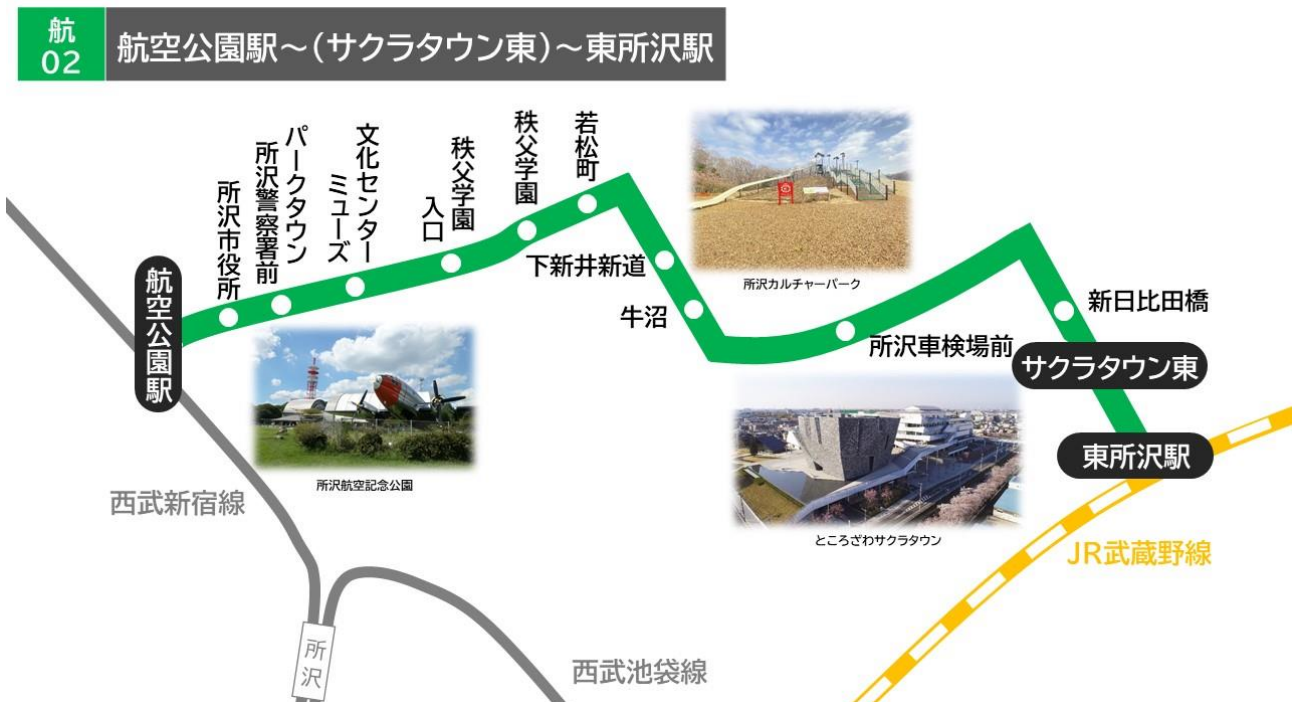 航
02
航空公園駅～(サクラタウン東)～東所沢駅
航空公園駅
所沢市役所
パークタウン
所沢警察署前
文化センター
ミューズ
秩父学園
入口
秩父学園
若松町
下新井新道
牛沼
所沢車検場前
新日比田橋
サクラタウン東
東所沢駅
所沢カルチャーパーク
所沢航空記念公園
ところざわサクラタウン
西武新宿線
JR武蔵野線
所沢
西武池袋線